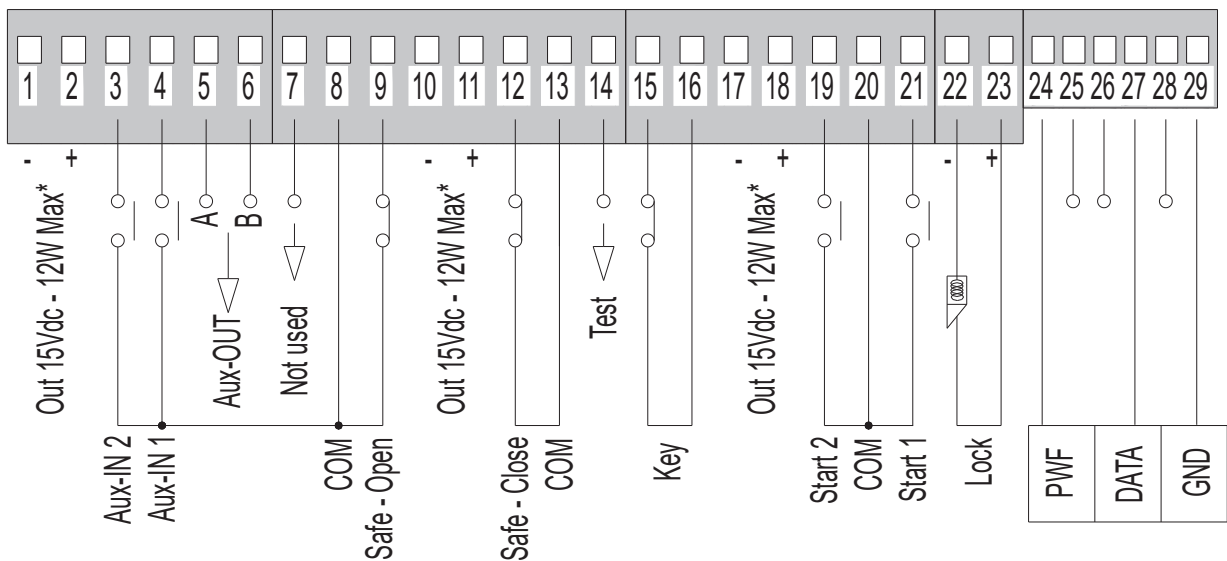 1 2 3 4 5 6 7 8 9 10 11 12 13 14 15 16 17 18 19 20 21 22 23 24 25 26 27 28 29
- + - + - + - +
Out 15Vdc - 12W Max*
A
B
Aux-OUT
Not used
Out 15Vdc - 12W Max*
Test
Out 15Vdc - 12W Max*
Aux-IN 2
Aux-IN 1
COM
Safe - Open
Safe - Close
COM
Key
Start 2
COM
Start 1
Lock
PWF
DATA
GND